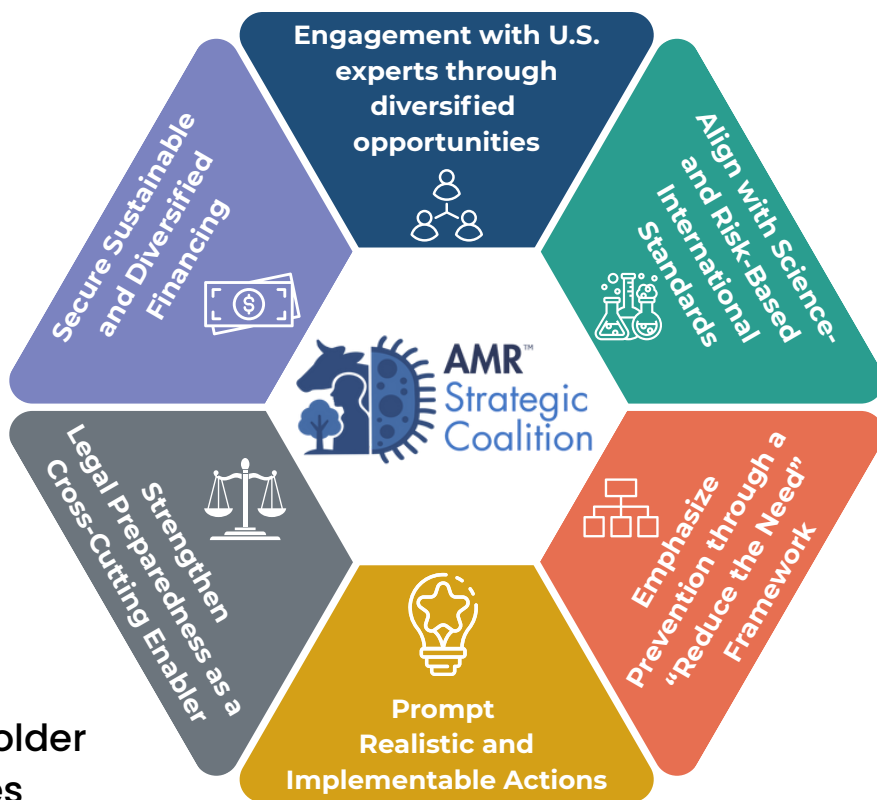 Engagement with U.S.
experts through
diversified
opportunities
Align with Science-
and Risk-Based
International
Standards
Emphasize
Prevention through a
“Reduce the Need”
Framework
Prompt
Realistic and
Implementable Actions
Strengthen
Legal Preparedness as a
Cross-Cutting Enabler
Secure Sustainable
and Diversified
Financing
$
AMR™
Strategic
Coalition
older
es